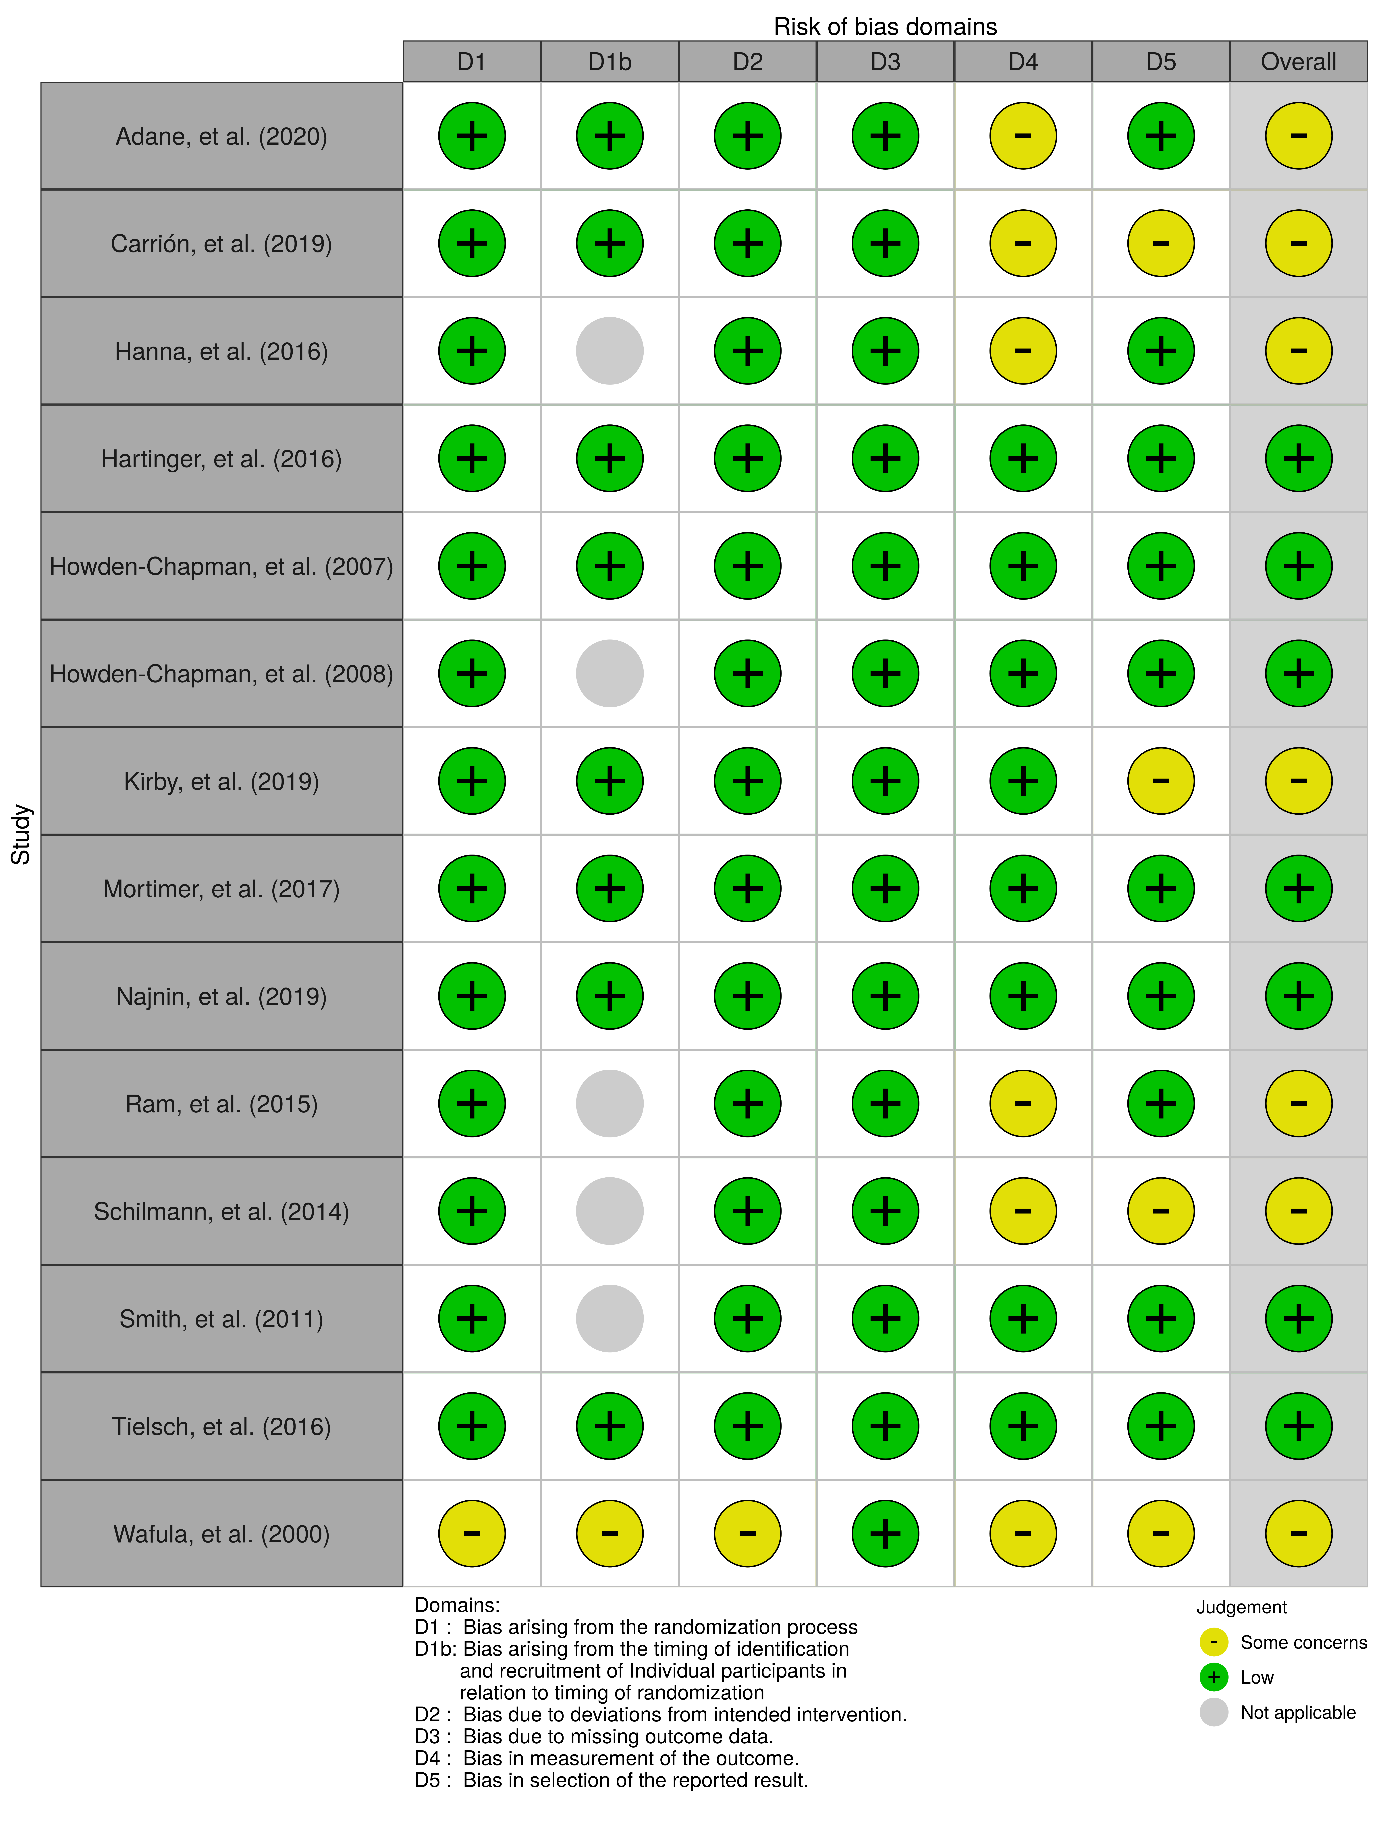 Risk of bias domains
D1 D1b D2 D3 D4 D5 Overall
Study
Adane, et al. (2020) + + + + - + -
Carrión, et al. (2019) + + + + - - -
Hanna, et al. (2016) + + + - + -
Hartinger, et al. (2016) + + + + + + +
Howden-Chapman, et al. (2007) + + + + + + +
Howden-Chapman, et al. (2008) + + + + + +
Kirby, et al. (2019) + + + + + - -
Mortimer, et al. (2017) + + + + + + +
Najnin, et al. (2019) + + + + + + +
Ram, et al. (2015) + + + - + -
Schilmann, et al. (2014) + + + - - -
Smith, et al. (2011) + + + + + +
Tielsch, et al. (2016) + + + + + + +
Wafula, et al. (2000) - - - + - - -
Domains:
D1 : Bias arising from the randomization process
D1b: Bias arising from the timing of identification
and recruitment of Individual participants in
relation to timing of randomization
D2 : Bias due to deviations from intended intervention.
D3 : Bias due to missing outcome data.
D4 : Bias in measurement of the outcome.
D5 : Bias in selection of the reported result.
Judgement
- Some concerns
+ Low
Not applicable